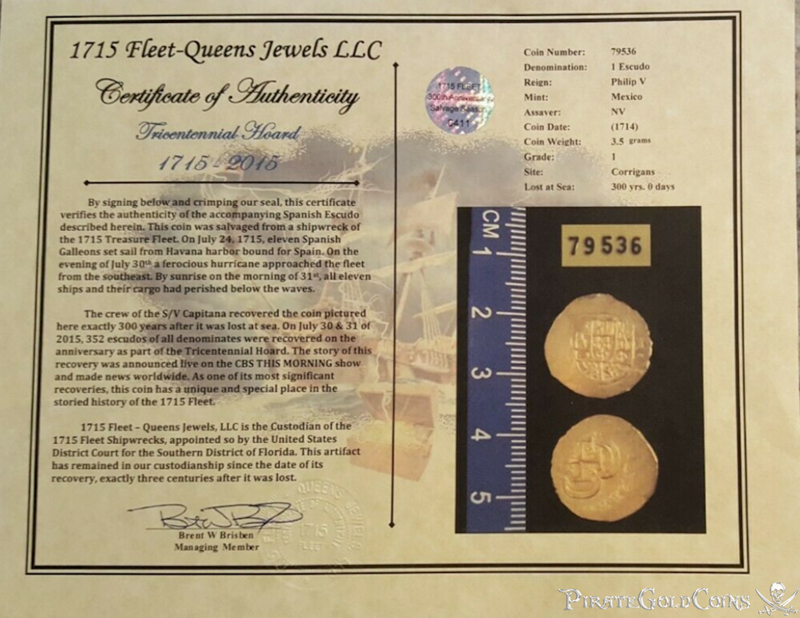 1715 Fleet-Queens Jewels LLC
Certificate of Authenticity
Tricentennial Hoard
1715 - 2015
By signing below and crimping our seal, this certificate
verifies the authenticity of the accompanying Spanish Escudo
described herein. This coin was salvaged from a shipwreck of
the 1715 Treasure Fleet. On July 24, 1715, eleven Spanish
Galleons set sail from Havana harbor bound for Spain. On the
evening of July 30th a ferocious hurricane approached the fleet
from the southeast. By sunrise on the morning of 31st, all eleven
ships and their cargo had perished below the waves.
The crew of the S/V Capitana recovered the coin pictured
here exactly 300 years after it was lost at sea. On July 30 & 31 of
2015, 352 escudos of all denominates were recovered on the
anniversary as part of the Tricentennial Hoard. The story of this
recovery was announced live on the CBS THIS MORNING show
and made news worldwide. As one of its most significant
recoveries, this coin has a unique and special place in the
storied history of the 1715 Fleet.
1715 Fleet – Queens Jewels, LLC is the Custodian of the
1715 Fleet Shipwrecks, appointed so by the United States
District Court for the Southern District of Florida. This artifact
has remained in our custodianship since the date of its
recovery, exactly three centuries after it was lost.
Brent W Brisben
Managing Member
1715 FLEET
300th Anniversary
Salvage Season
0411
Coin Number: 79536
Denomination: 1 Escudo
Reign: Philip V
Mint: Mexico
Assayer: NV
Coin Date: (1714)
Coin Weight: 3.5 grams
Grade: 1
Site: Corrigans
Lost at Sea: 300 yrs. 0 days
CM
1
2
3
4
5
79536
1715
FLEET
PirateGoldCoins